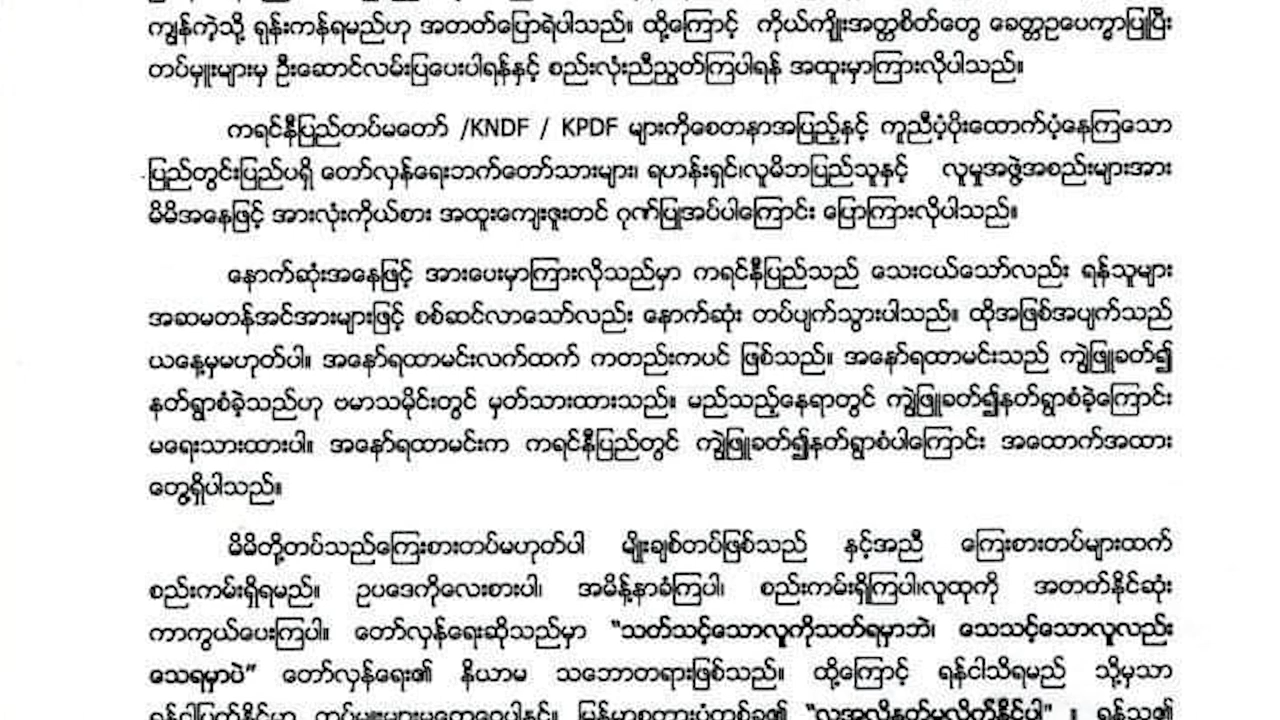 ကျွန်ကဲ့သို့ ရုန်းကန်ရမည်ဟု အတတ်ပြောရဲပါသည်။ ထို့ကြောင့် ကိုယ်ကျိုးအတ္တစိတ်တွေ ခေတ္တဥပေက္ခာပြုပြီး
တပ်မှူးများမှ ဦးဆောင်လမ်းပြပေးပါရန်နှင့် စည်းလုံးညီညွတ်ကြပါရန် အထူးမှာကြားလိုပါသည်။
ကရင်နီပြည်တပ်မတော် /KNDF / KPDF များကိုစေတနာအပြည့်နှင့် ကူညီပံ့ပိုးထောက်ပံ့နေကြသော
ပြည်တွင်းပြည်ပရှိ တော်လှန်ရေးဘက်တော်သားများ၊ ရဟန်းရှင်၊လူမိဘပြည်သူနှင့် လူမှုအဖွဲ့အစည်းများအား
မိမိအနေဖြင့် အားလုံးကိုယ်စား အထူးကျေးဇူးတင် ဂုဏ်ပြုအပ်ပါကြောင်း ပြောကြားလိုပါသည်။
နောက်ဆုံးအနေဖြင့် အားပေးမှာကြားလိုသည်မှာ ကရင်နီပြည်သည် သေးငယ်သော်လည်း ရန်သူများ
အဆမတန်အင်အားများဖြင့် စစ်ဆင်လာသော်လည်း နောက်ဆုံး တပ်ပျက်သွားပါသည်။ ထိုအဖြစ်အပျက်သည်
ယနေ့မှမဟုတ်ပါ။ အနော်ရထာမင်းလက်ထက် ကတည်းကပင် ဖြစ်သည်။ အနော်ရထာမင်းသည် ကျွဲဖြူခတ်၍
နတ်ရွာစံခဲ့သည်ဟု ဗမာသမိုင်းတွင် မှတ်သားထားသည်။ မည်သည့်နေရာတွင် ကျွဲဖြူခတ်၍နတ်ရွာစံခဲ့ကြောင်း
မရေးသားထားပါ။ အနော်ရထာမင်းက ကရင်နီပြည်တွင် ကျွဲဖြူခတ်၍နတ်ရွာစံပါကြောင်း အထောက်အထား
တွေ့ရှိပါသည်။
မိမိတို့တပ်သည်ကြေးစားတပ်မဟုတ်ပါ မျိုးချစ်တပ်ဖြစ်သည် နှင့်အညီ ကြေးစားတပ်များထက်
စည်းကမ်းရှိရမည်။ ဥပဒေကိုလေးစားပါ၊ အမိန့်နာခံကြပါ၊ စည်းကမ်းရှိကြပါ၊လူထုကို အတတ်နိုင်ဆုံး
ကာကွယ်ပေးကြပါ။ တော်လှန်ရေးဆိုသည်မှာ "သတ်သင့်သောလူကိုသတ်ရမှာဘဲ၊ သေသင့်သောလူလည်း
သေရမှာပဲ" တော်လှန်ရေး၏ နိယာမ သဘောတရားဖြစ်သည်။ ထို့ကြောင့် ရန်ငါသိရမည် သို့မှသာ